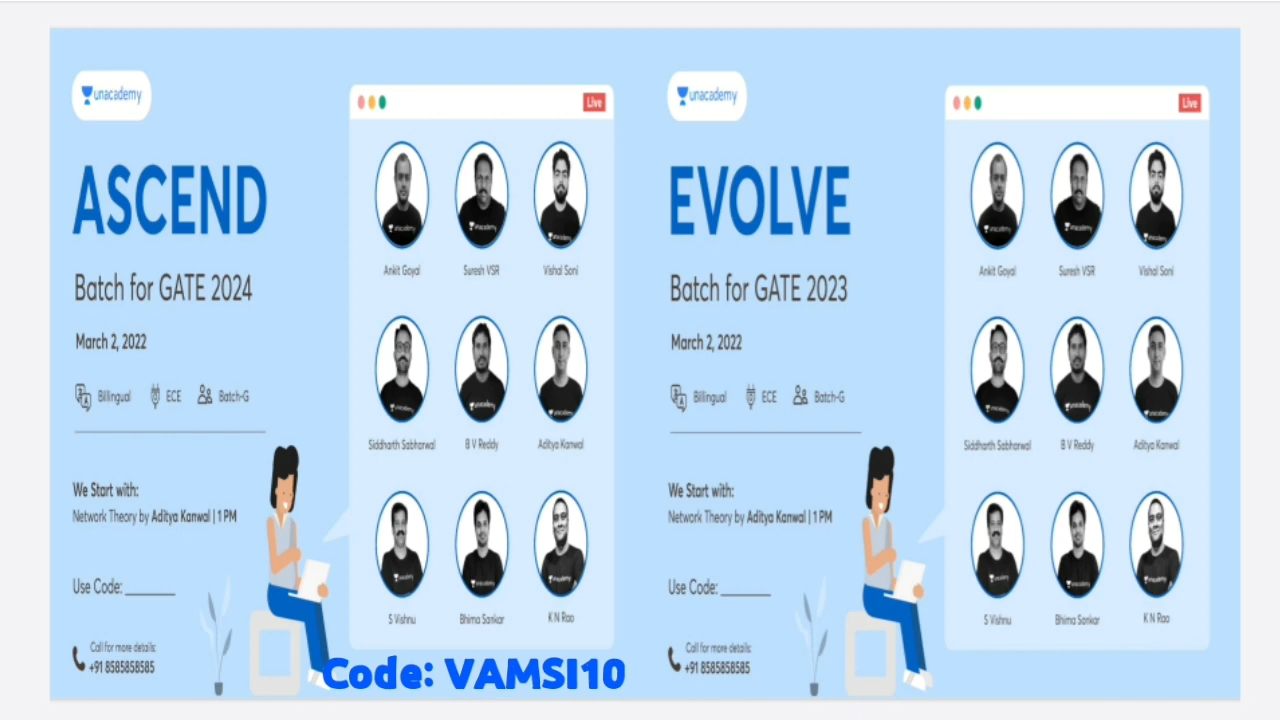 unacademy
ASCEND
Batch for GATE 2024
March 2, 2022
Billingual ECE Batch-G
We Start with:
Network Theory by Aditya Kanwal | 1 PM
Use Code: ______
Call for more details:
+91 8585858585
Live
Ankit Goyal Suresh VSR Vishal Soni
Siddharth Sabharwal B V Reddy Aditya Kanwal
S Vishnu Bhima Sankar K N Rao
Code: VAMSI10
unacademy
EVOLVE
Batch for GATE 2023
March 2, 2022
Billingual ECE Batch-G
We Start with:
Network Theory by Aditya Kanwal | 1 PM
Use Code: ______
Call for more details:
+91 8585858585
Live
Ankit Goyal Suresh VSR Vishal Soni
Siddharth Sabharwal B V Reddy Aditya Kanwal
S Vishnu Bhima Sankar K N Rao